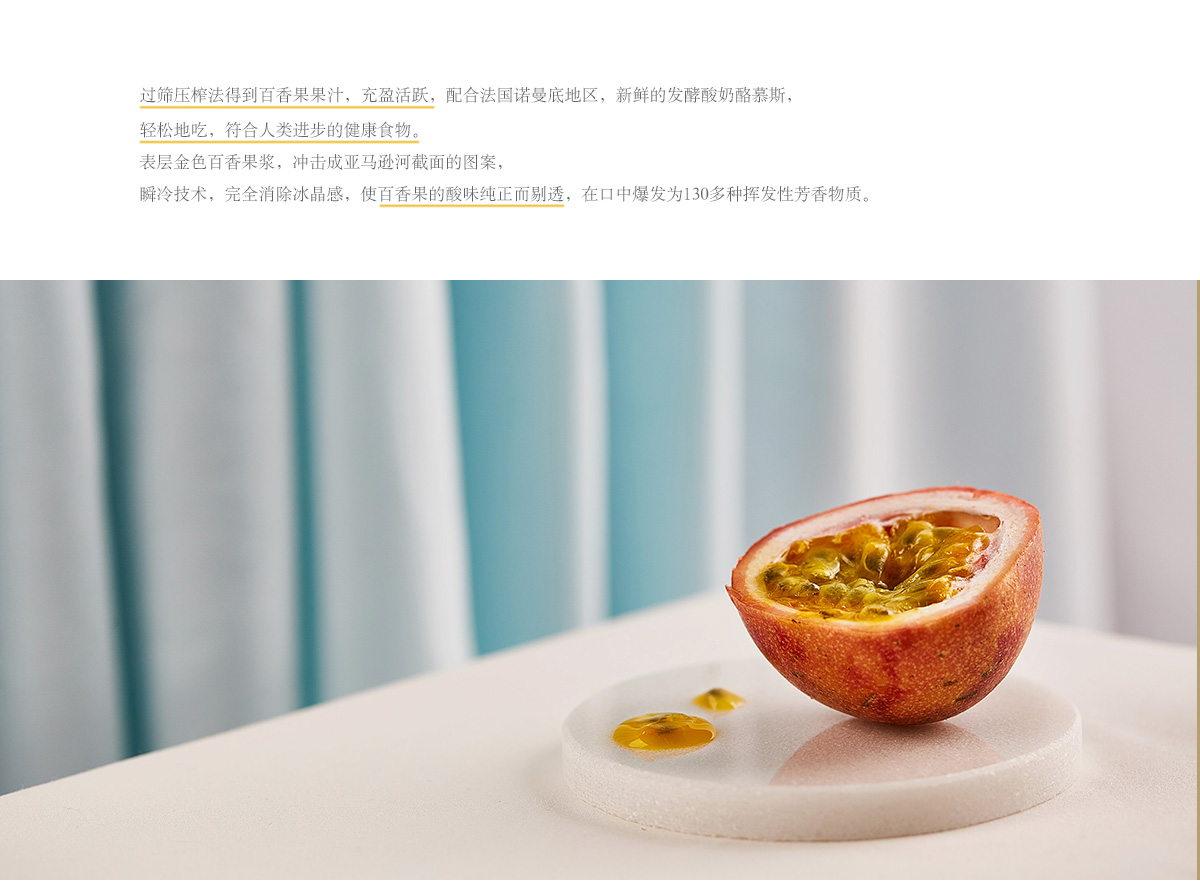 过筛压榨法得到百香果果汁，充盈活跃，配合法国诺曼底地区，新鲜的发酵酸奶酪慕斯，
轻松地吃，符合人类进步的健康食物。
表层金色百香果浆，冲击成亚马逊河截面的图案，
瞬冷技术，完全消除冰晶感，使百香果的酸味纯正而剔透，在口中爆发为130多种挥发性芳香物质。